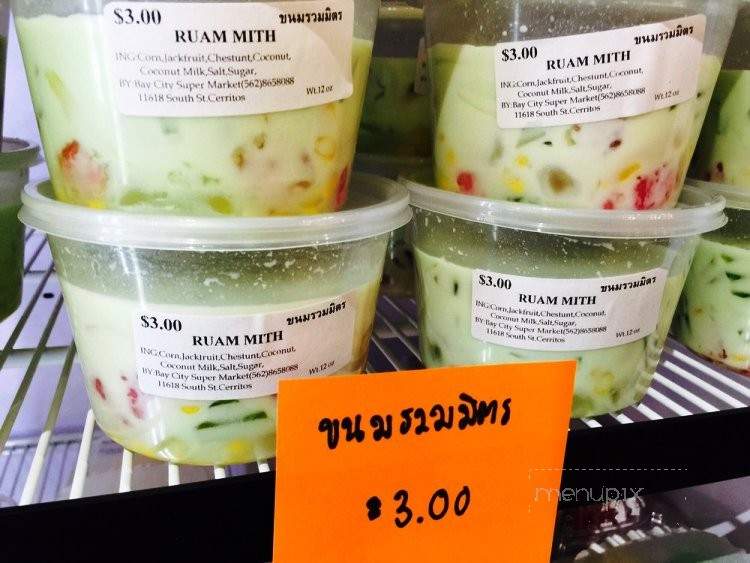 $3.00 ขนมรวมมิตร
RUAM MITH
ING:Corn,Jackfruit,Chestunt,Coconut,
Coconut Milk,Salt,Sugar,
BY:Bay City Super Market(562)8658088
11618 South St.Cerritos Wt.12 oz
$3.00 ขนมรวมมิตร
RUAM MITH
ING:Corn,Jackfruit,Chestunt,Coconut,
Coconut Milk,Salt,Sugar,
BY:Bay City Super Market(562)8658088
11618 South St.Cerritos Wt.12 oz
$3.00 ขนมรวมมิตร
RUAM MITH
ING:Corn,Jackfruit,Chestunt,Coconut,
Coconut Milk,Salt,Sugar,
BY:Bay City Super Market(562)8658088
11618 South St.Cerritos Wt.12 oz
$3.00 ขนมรวมมิตร
RUAM MITH
ING:Corn,Jackfruit,Chestunt,Coconut,
Coconut Milk,Salt,Sugar,
BY:Bay City Super Market(562)8658088
11618 South St.Cerritos Wt.12 oz
ขนมรวมมิตร
$3.00
menupix